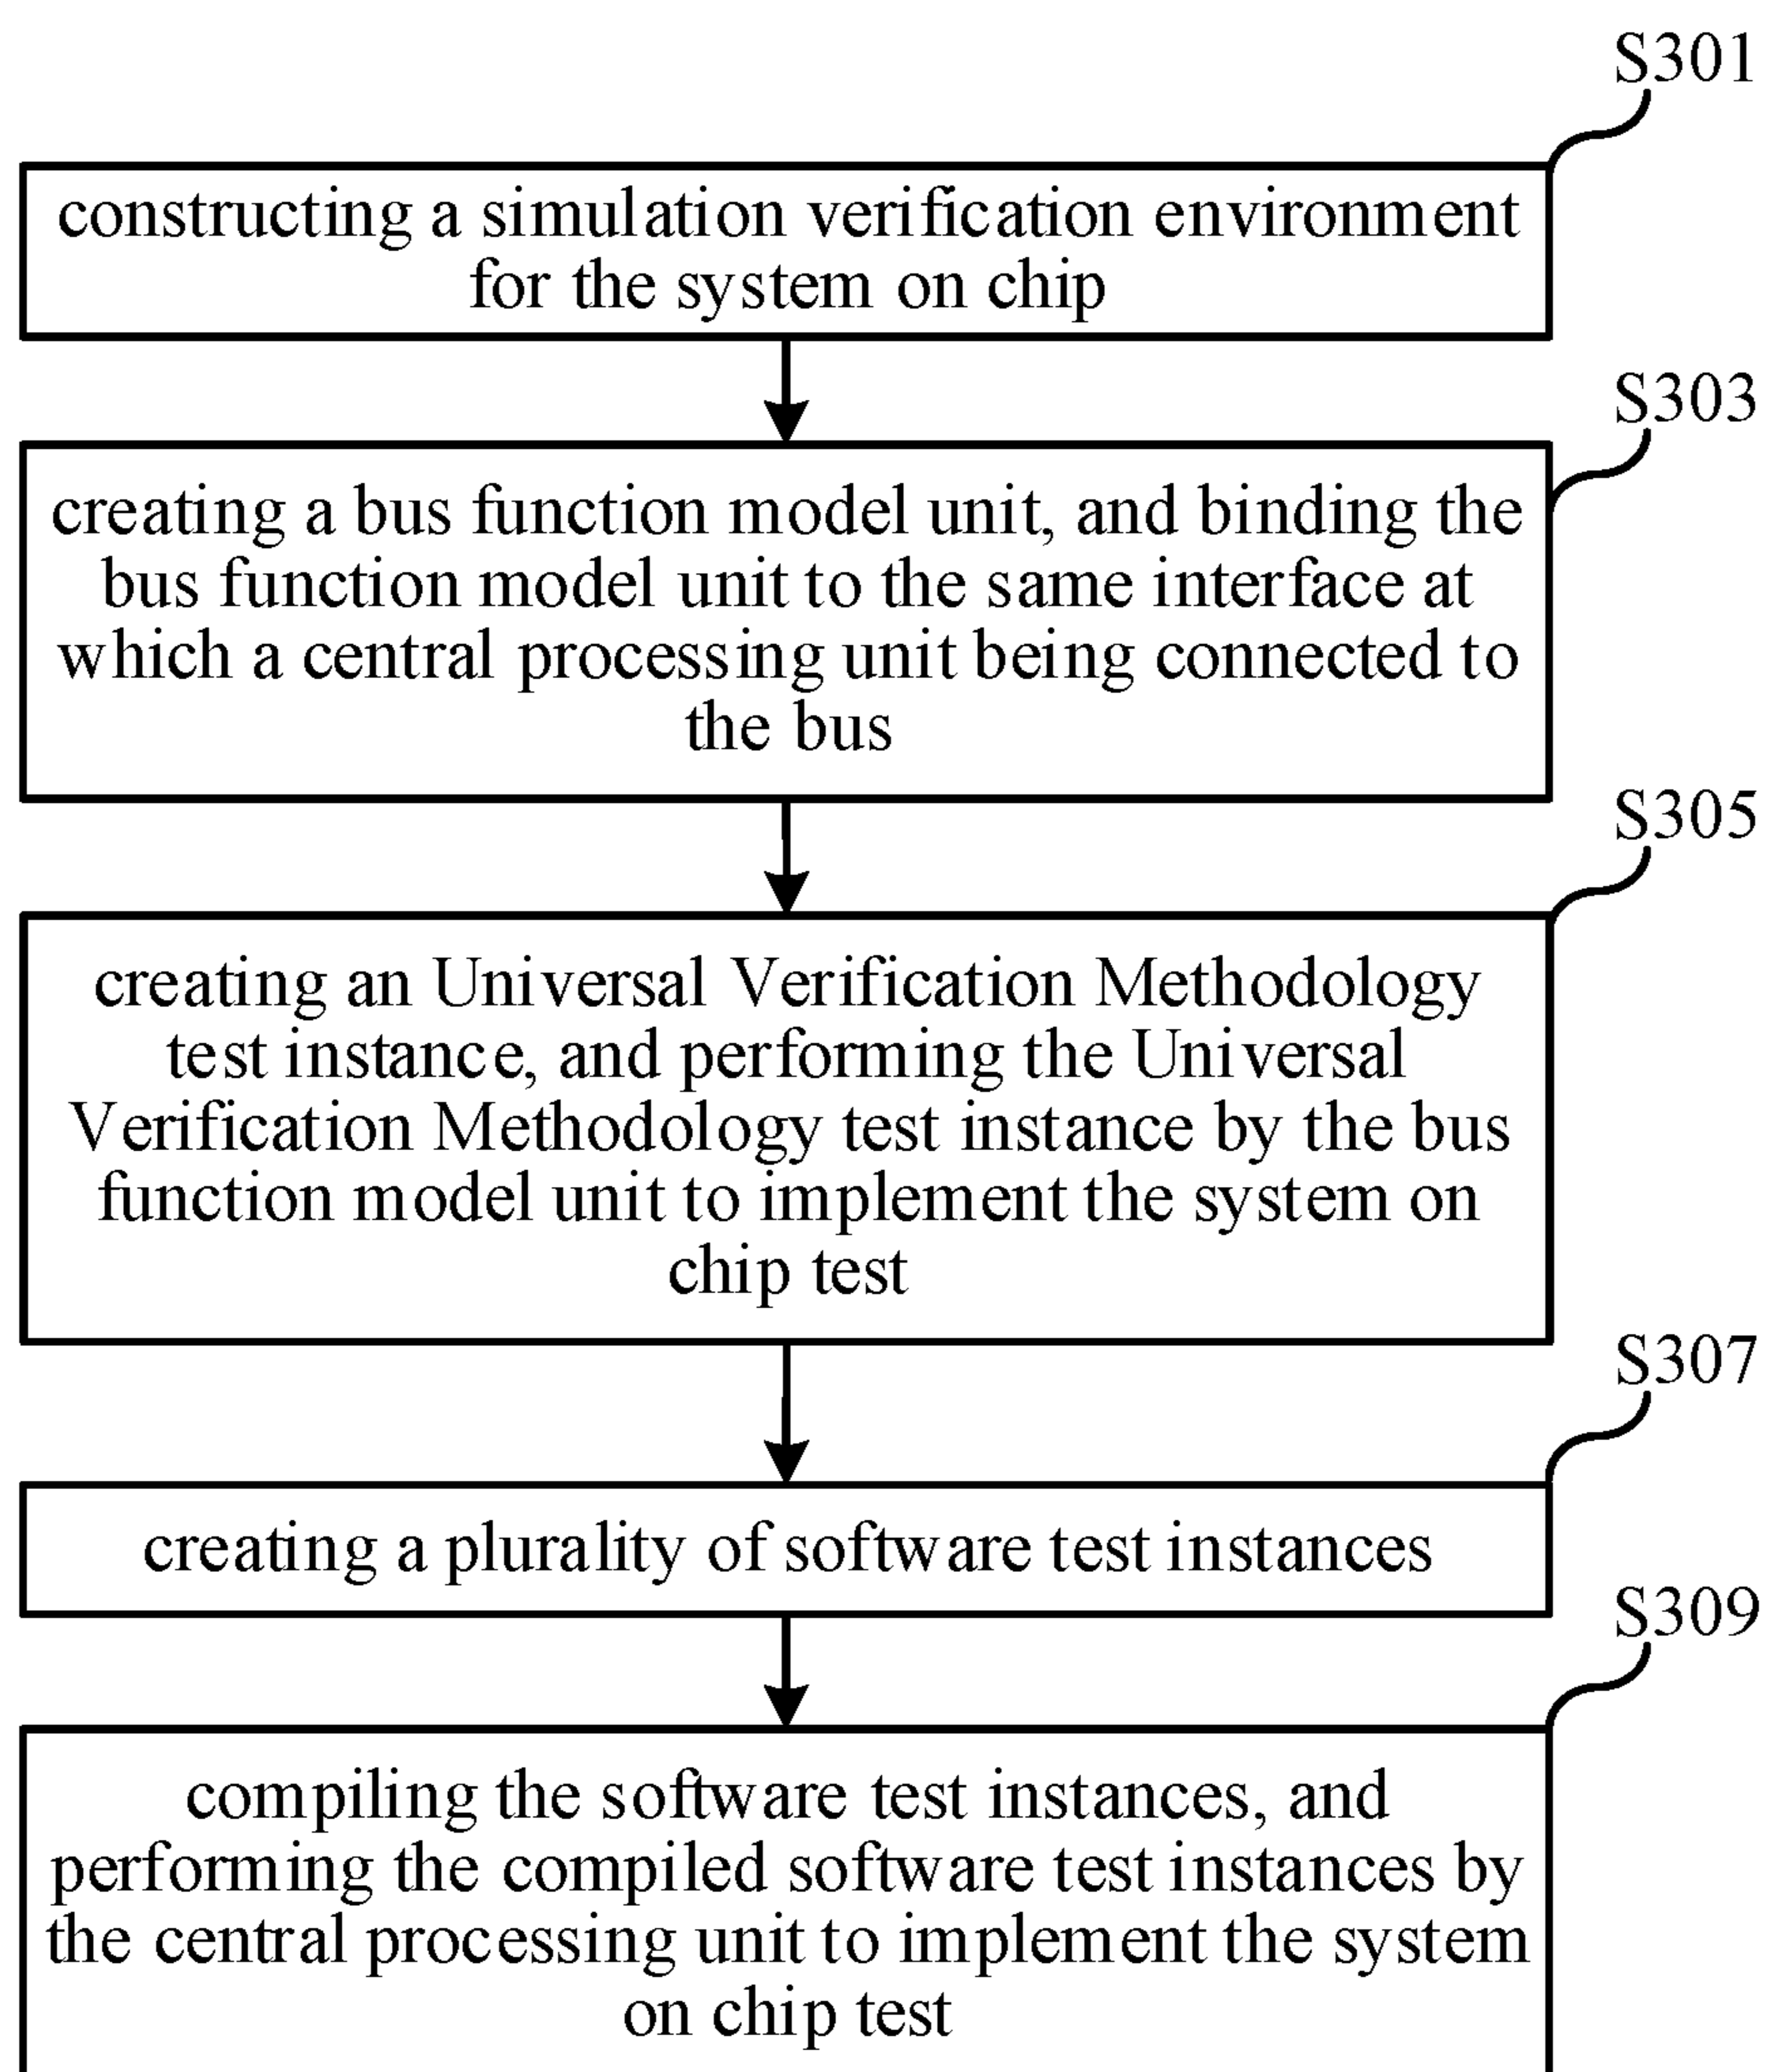 S301
constructing a simulation verification environment
for the system on chip
S303
creating a bus function model unit, and binding the
bus function model unit to the same interface at
which a central processing unit being connected to
the bus
S305
creating an Universal Verification Methodology
test instance, and performing the Universal
Verification Methodology test instance by the bus
function model unit to implement the system on
chip test
S307
creating a plurality of software test instances
S309
compiling the software test instances, and
performing the compiled software test instances by
the central processing unit to implement the system
on chip test